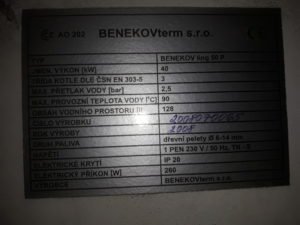 AO 202 BENEKOVterm s.r.o. CE
TYP BENEKOV ling 50 P
JMEN. VÝKON [kW] 40
TŘÍDA KOTLE DLE ČSN EN 303-5 3
MAX. PŘETLAK VODY [bar] 2,5
MAX. PROVOZNÍ TEPLOTA VODY [°C] 90
OBSAH VODNÍHO PROSTORU [l] 128
ČÍSLO VÝROBKU
ROK VÝROBY 2008
DRUH PALIVA dřevní pelety Ø 6-14 mm
NAPĚTÍ 1 PEN 230 V / 50 Hz, TN - S
ELEKTRICKÉ KRYTÍ IP 20
ELEKTRICKÝ PŘÍKON [W] 260
VÝROBCE BENEKOVterm s.r.o.